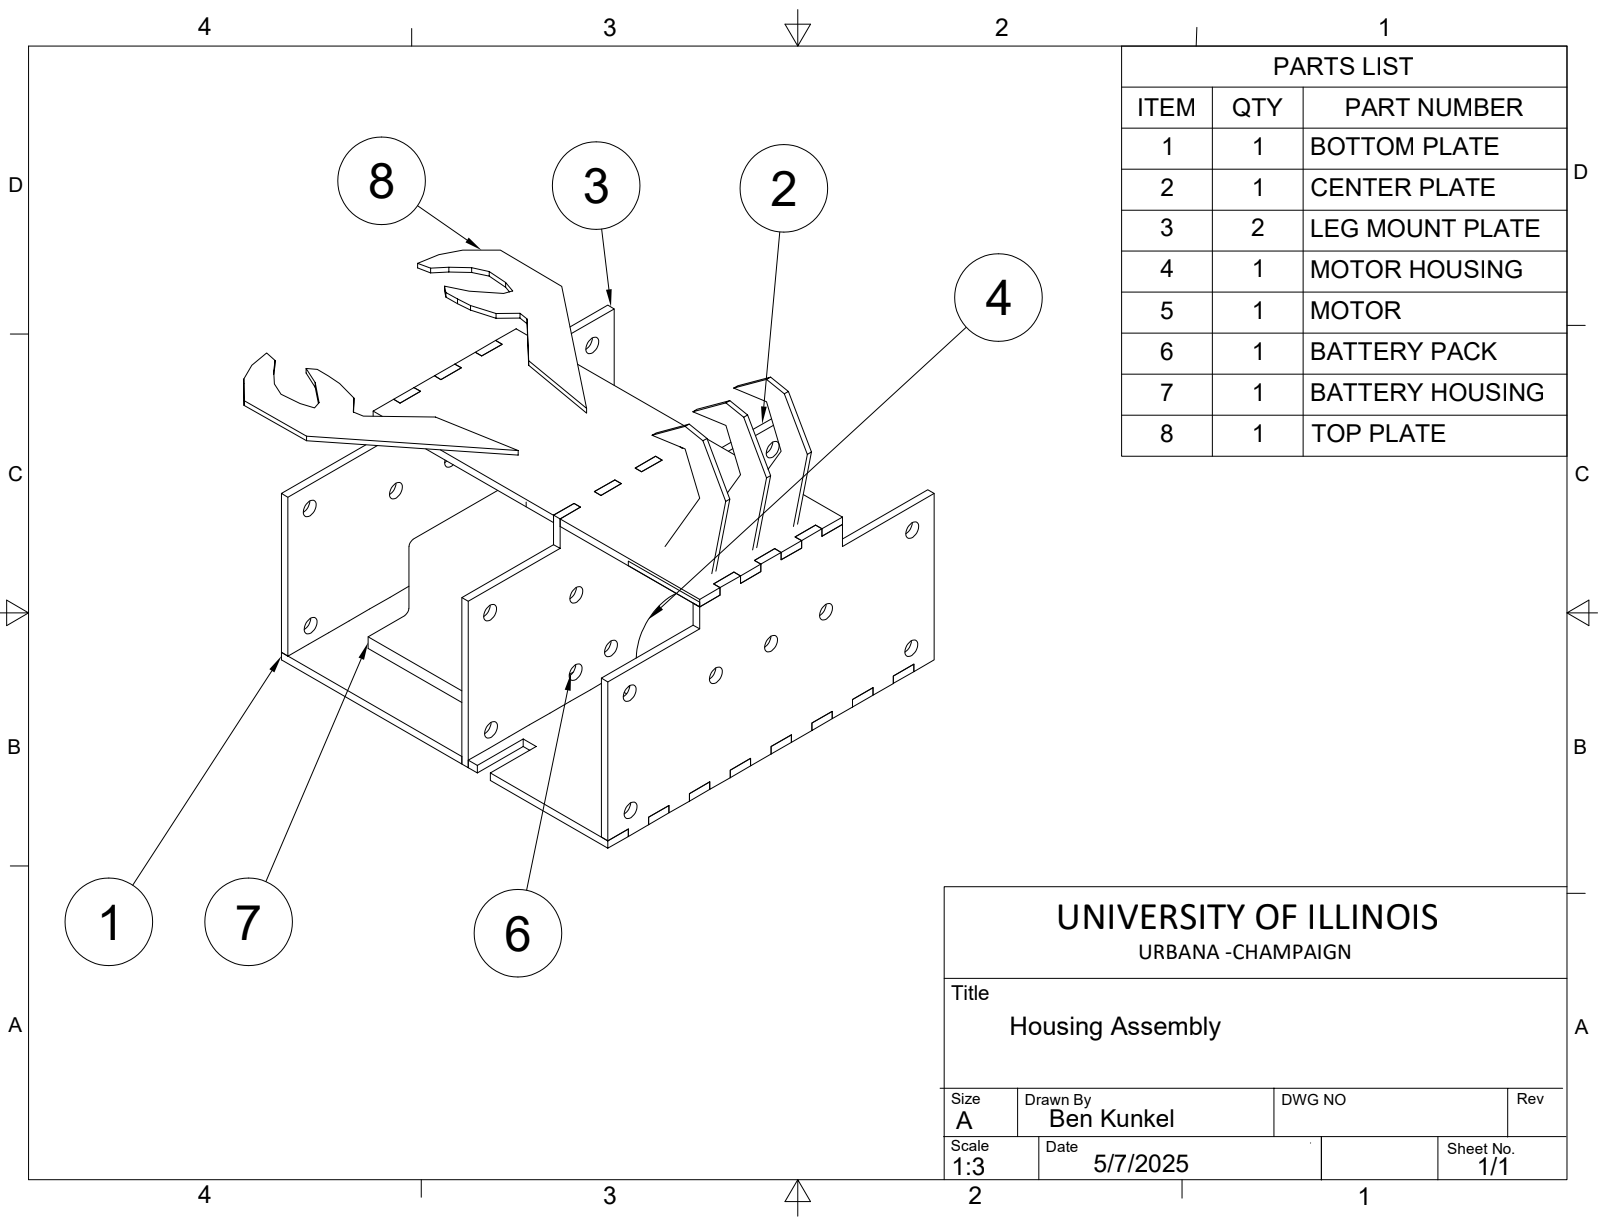 4 3 2 1
PARTS LIST
ITEM QTY PART NUMBER
1 1 BOTTOM PLATE
2 1 CENTER PLATE
3 2 LEG MOUNT PLATE
4 1 MOTOR HOUSING
5 1 MOTOR
6 1 BATTERY PACK
7 1 BATTERY HOUSING
8 1 TOP PLATE
D D
8 3 2
4
C C
B B
1 7 6
A A
UNIVERSITY OF ILLINOIS
URBANA -CHAMPAIGN
Title
Housing Assembly
Size Drawn By DWG NO Rev
A Ben Kunkel
Scale Date Sheet No.
1:3 5/7/2025 1/1
4 3 2 1